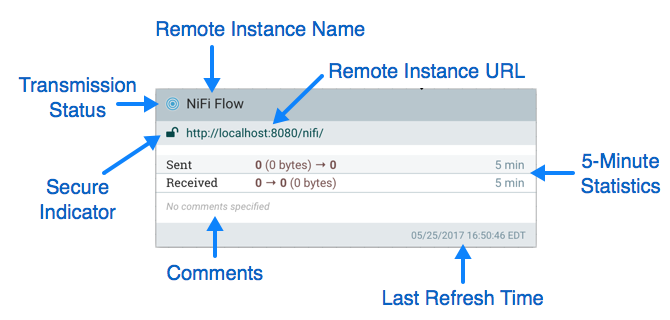 Remote Instance Name
Remote Instance URL
Transmission
Status
NiFi Flow
http://localhost:8080/nifi/
Secure
Indicator
Sent 0 (0 bytes) → 0 5 min
Received 0 → 0 (0 bytes) 5 min
5-Minute
Statistics
No comments specified
05/25/2017 16:50:46 EDT
Comments
Last Refresh Time